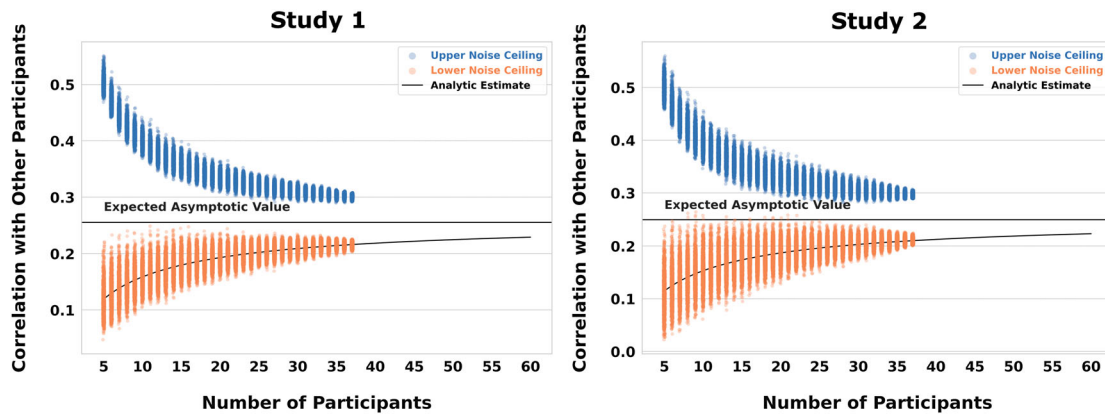 Study 1
Correlation with Other Participants
0.5
0.4
0.3
0.2
0.1
Upper Noise Ceiling
Lower Noise Ceiling
Analytic Estimate
Expected Asymptotic Value
5 10 15 20 25 30 35 40 45 50 55 60
Number of Participants
Study 2
Correlation with Other Participants
0.5
0.4
0.3
0.2
0.1
0.0
Upper Noise Ceiling
Lower Noise Ceiling
Analytic Estimate
Expected Asymptotic Value
5 10 15 20 25 30 35 40 45 50 55 60
Number of Participants